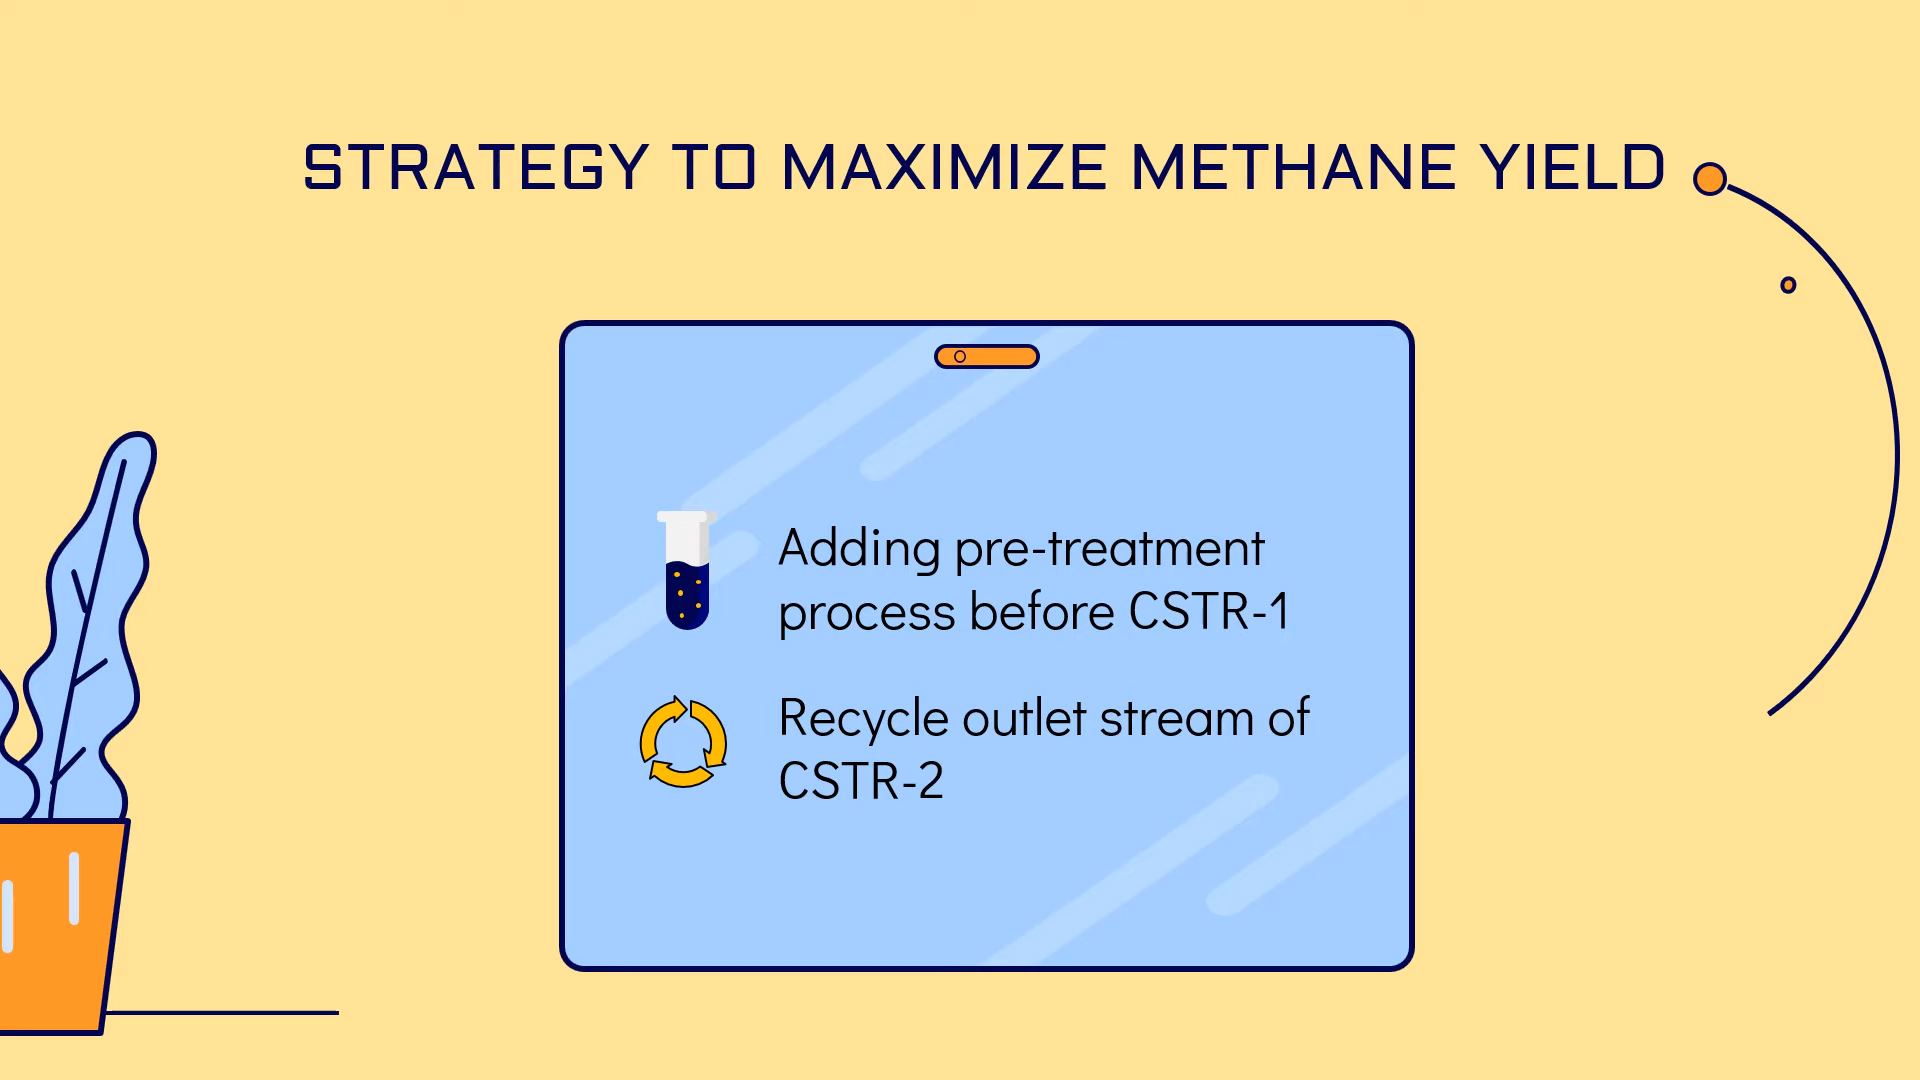 STRATEGY TO MAXIMIZE METHANE YIELD
Adding pre-treatment
process before CSTR-1
Recycle outlet stream of
CSTR-2